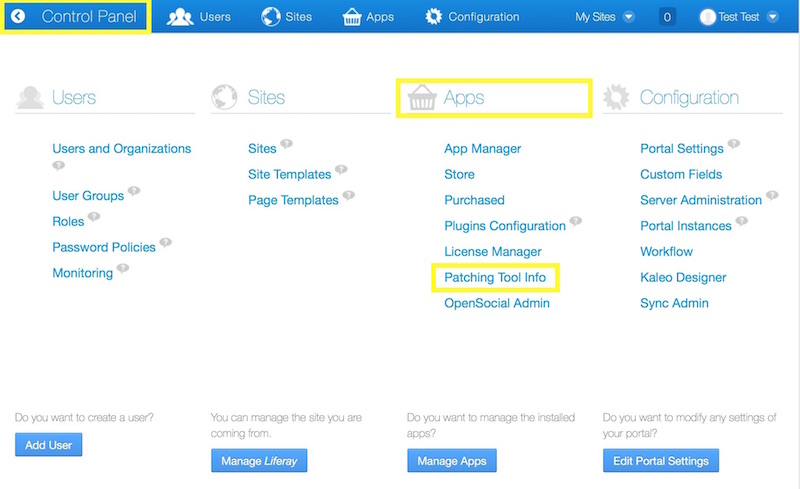 Control Panel Users Sites Apps Configuration My Sites 0 Test Test
Users
Users and Organizations
?
User Groups ?
Roles ?
Password Policies ?
Monitoring ?
Do you want to create a user?
Add User
Sites
Sites ?
Site Templates ?
Page Templates ?
You can manage the site you are
coming from.
Manage Liferay
Apps
App Manager
Store
Purchased
Plugins Configuration ?
License Manager
Patching Tool Info
OpenSocial Admin
Do you want to manage the installed
apps?
Manage Apps
Configuration
Portal Settings ?
Custom Fields
Server Administration ?
Portal Instances ?
Workflow
Kaleo Designer
Sync Admin
Do you want to modify any settings of
your portal?
Edit Portal Settings